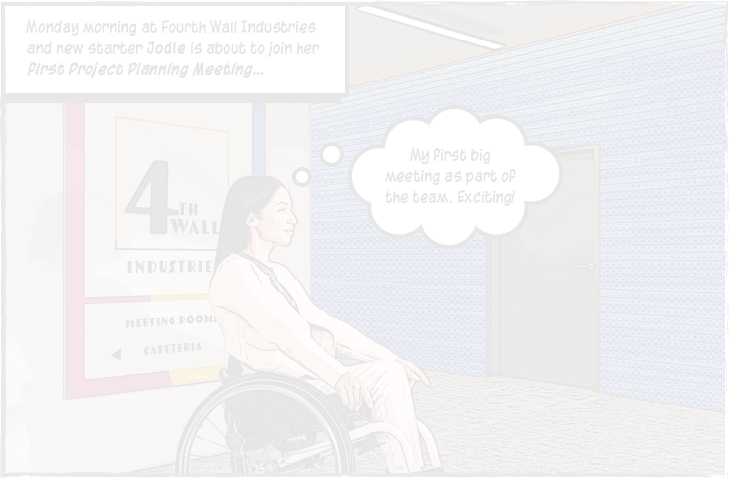 Monday morning at Fourth Wall Industries
and new starter Jodie is about to join her
first Project Planning Meeting...
My first big
meeting as part of
the team. Exciting!
4TH
WALL
INDUSTRIE
MEETING ROOM
CAFETERIA